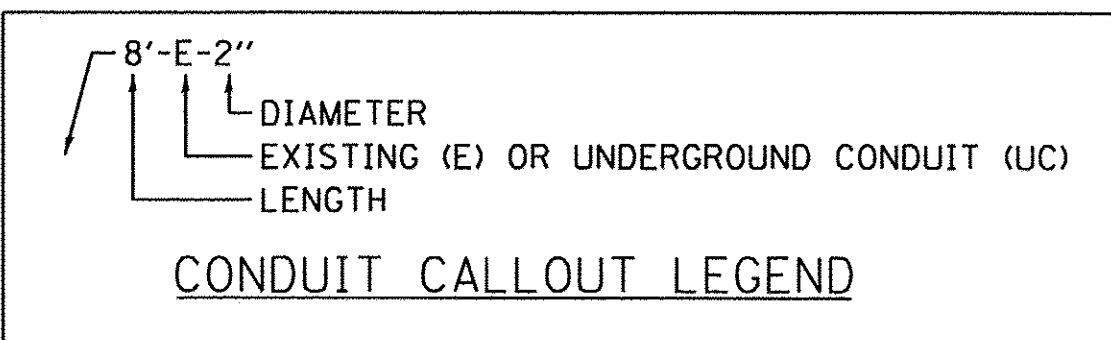 8'-E-2"
DIAMETER
EXISTING (E) OR UNDERGROUND CONDUIT (UC)
LENGTH
CONDUIT CALLOUT LEGEND